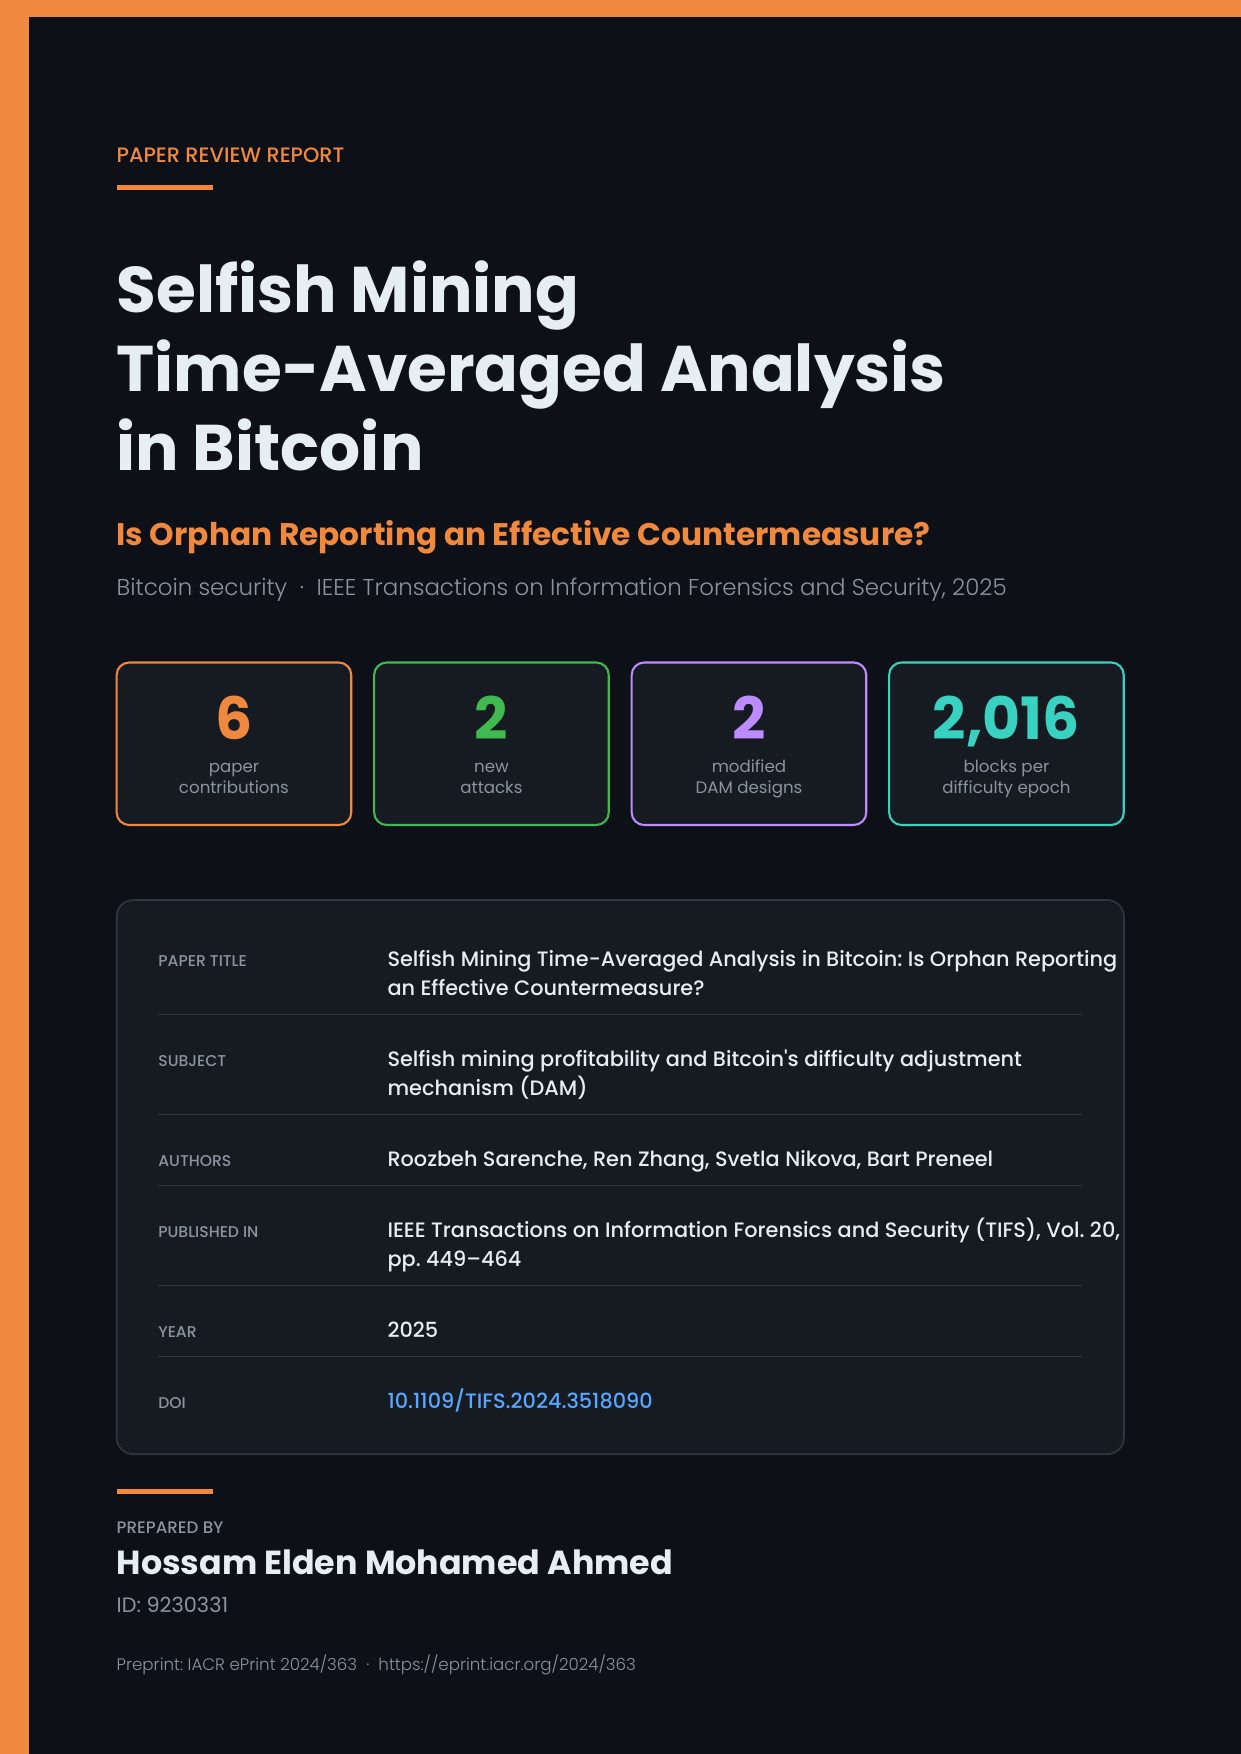 PAPER REVIEW REPORT
Selfish Mining
Time-Averaged Analysis
in Bitcoin
Is Orphan Reporting an Effective Countermeasure?
Bitcoin security · IEEE Transactions on Information Forensics and Security, 2025
6
paper
contributions
2
new
attacks
2
modified
DAM designs
2,016
blocks per
difficulty epoch
PAPER TITLE
Selfish Mining Time-Averaged Analysis in Bitcoin: Is Orphan Reporting
an Effective Countermeasure?
SUBJECT
Selfish mining profitability and Bitcoin's difficulty adjustment
mechanism (DAM)
AUTHORS
Roozbeh Sarenche, Ren Zhang, Svetla Nikova, Bart Preneel
PUBLISHED IN
IEEE Transactions on Information Forensics and Security (TIFS), Vol. 20,
pp. 449–464
YEAR
2025
DOI
10.1109/TIFS.2024.3518090
PREPARED BY
Hossam Elden Mohamed Ahmed
ID: 9230331
Preprint: IACR ePrint 2024/363 · https://eprint.iacr.org/2024/363